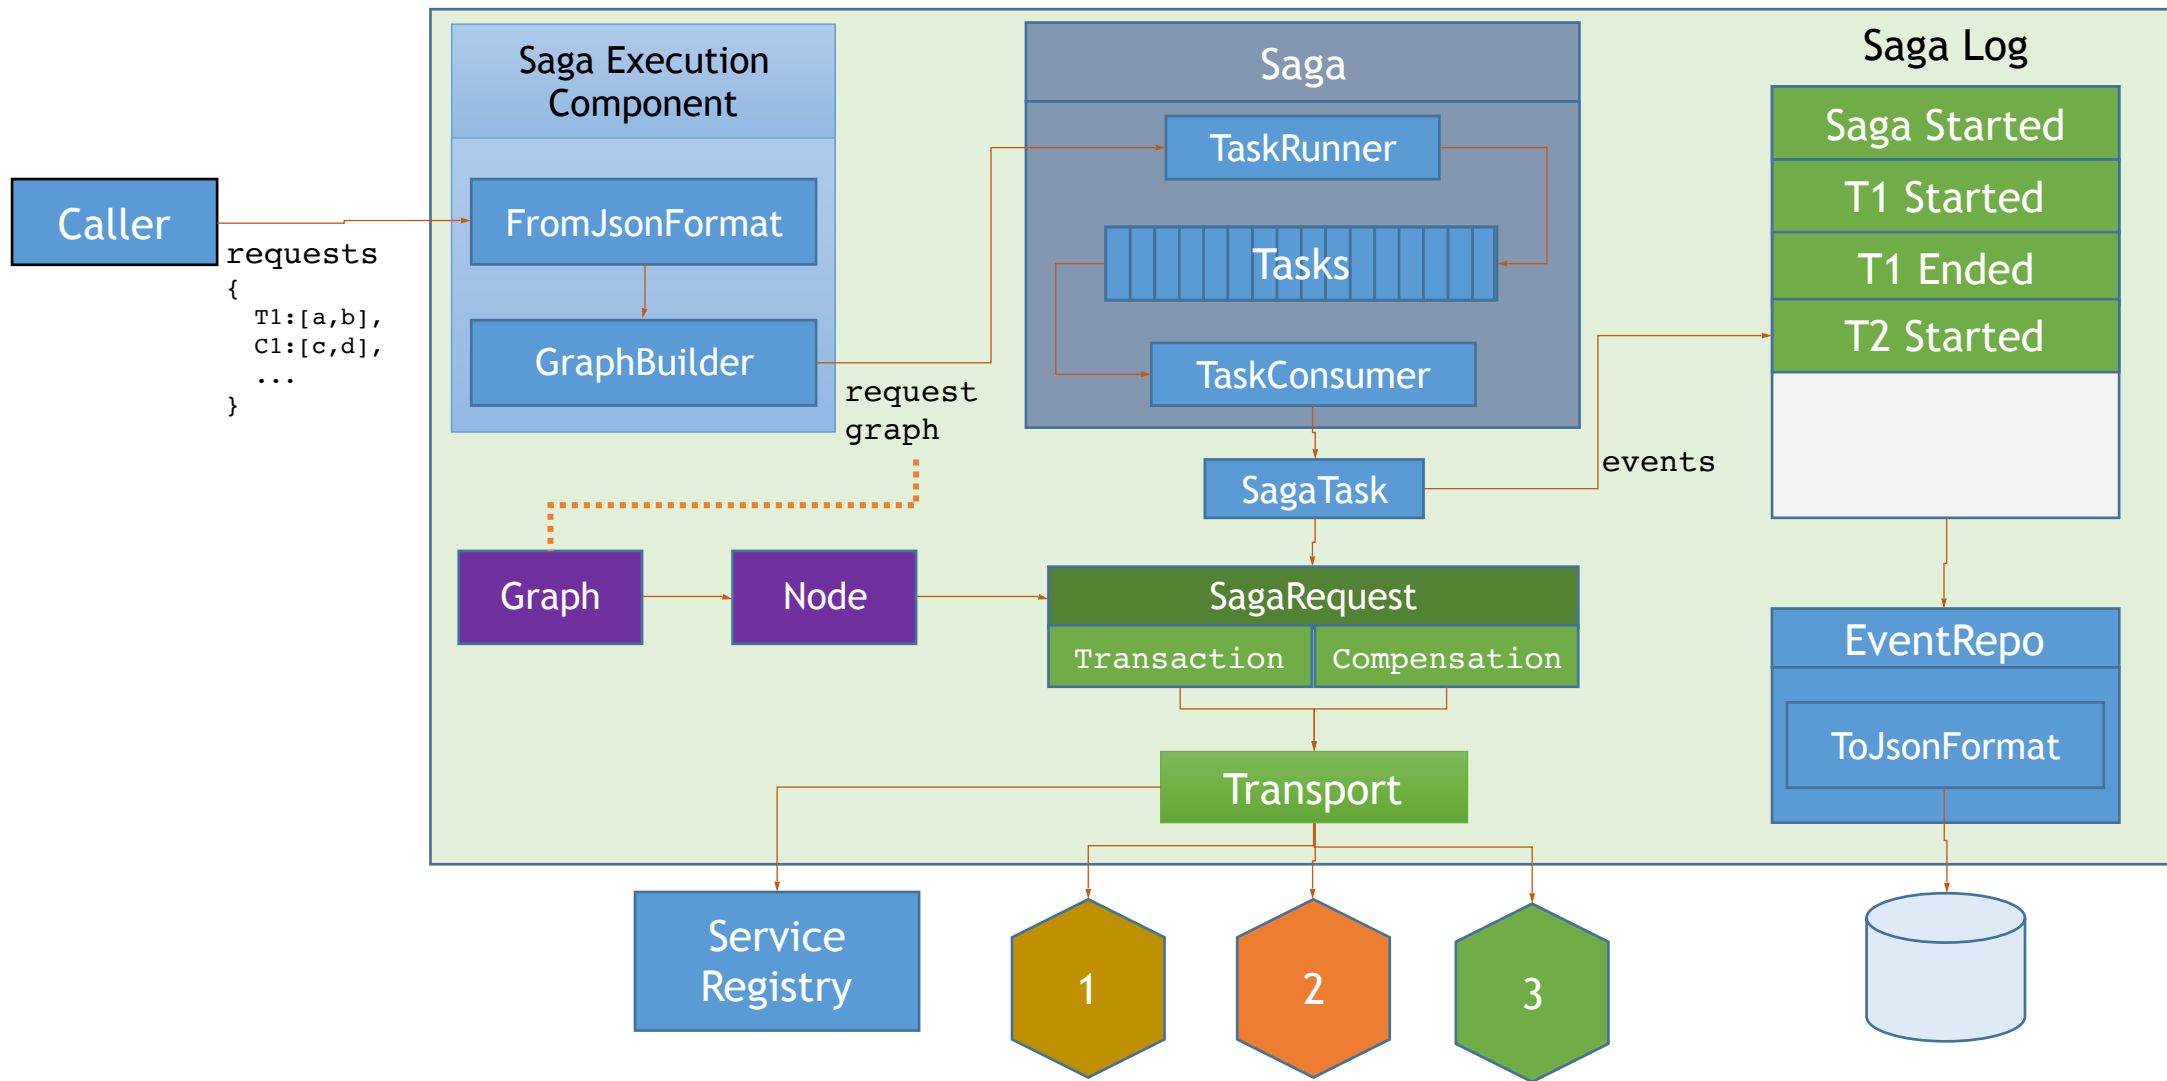 Saga Execution
Component
Saga
Saga Log
Caller
requests
{
T1:[a,b],
C1:[c,d],
...
}
FromJsonFormat
GraphBuilder
request
graph
TaskRunner
Tasks
TaskConsumer
SagaTask
events
Saga Started
T1 Started
T1 Ended
T2 Started
Graph
Node
SagaRequest
Transaction
Compensation
EventRepo
ToJsonFormat
Transport
Service
Registry
1
2
3